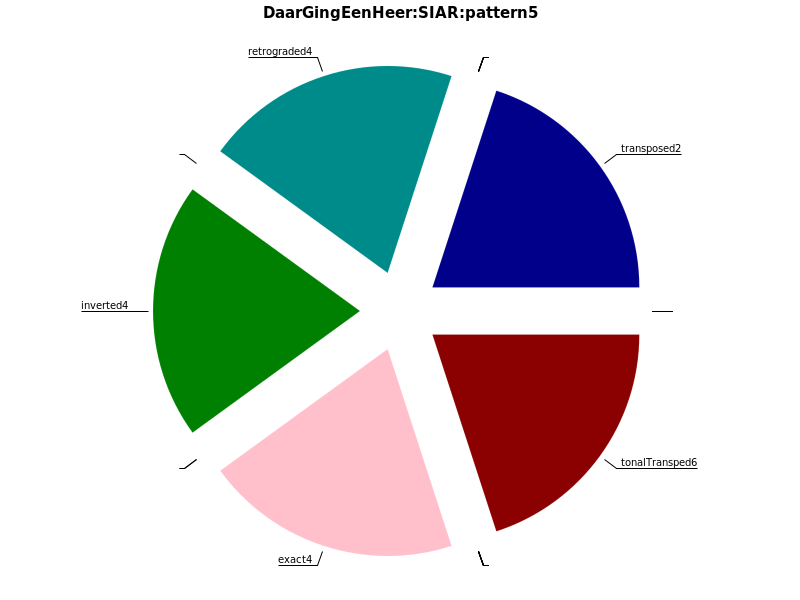 DaarGingEenHeer:SIAR:pattern5
retrograded4
transposed2
inverted4
tonalTransped6
exact4